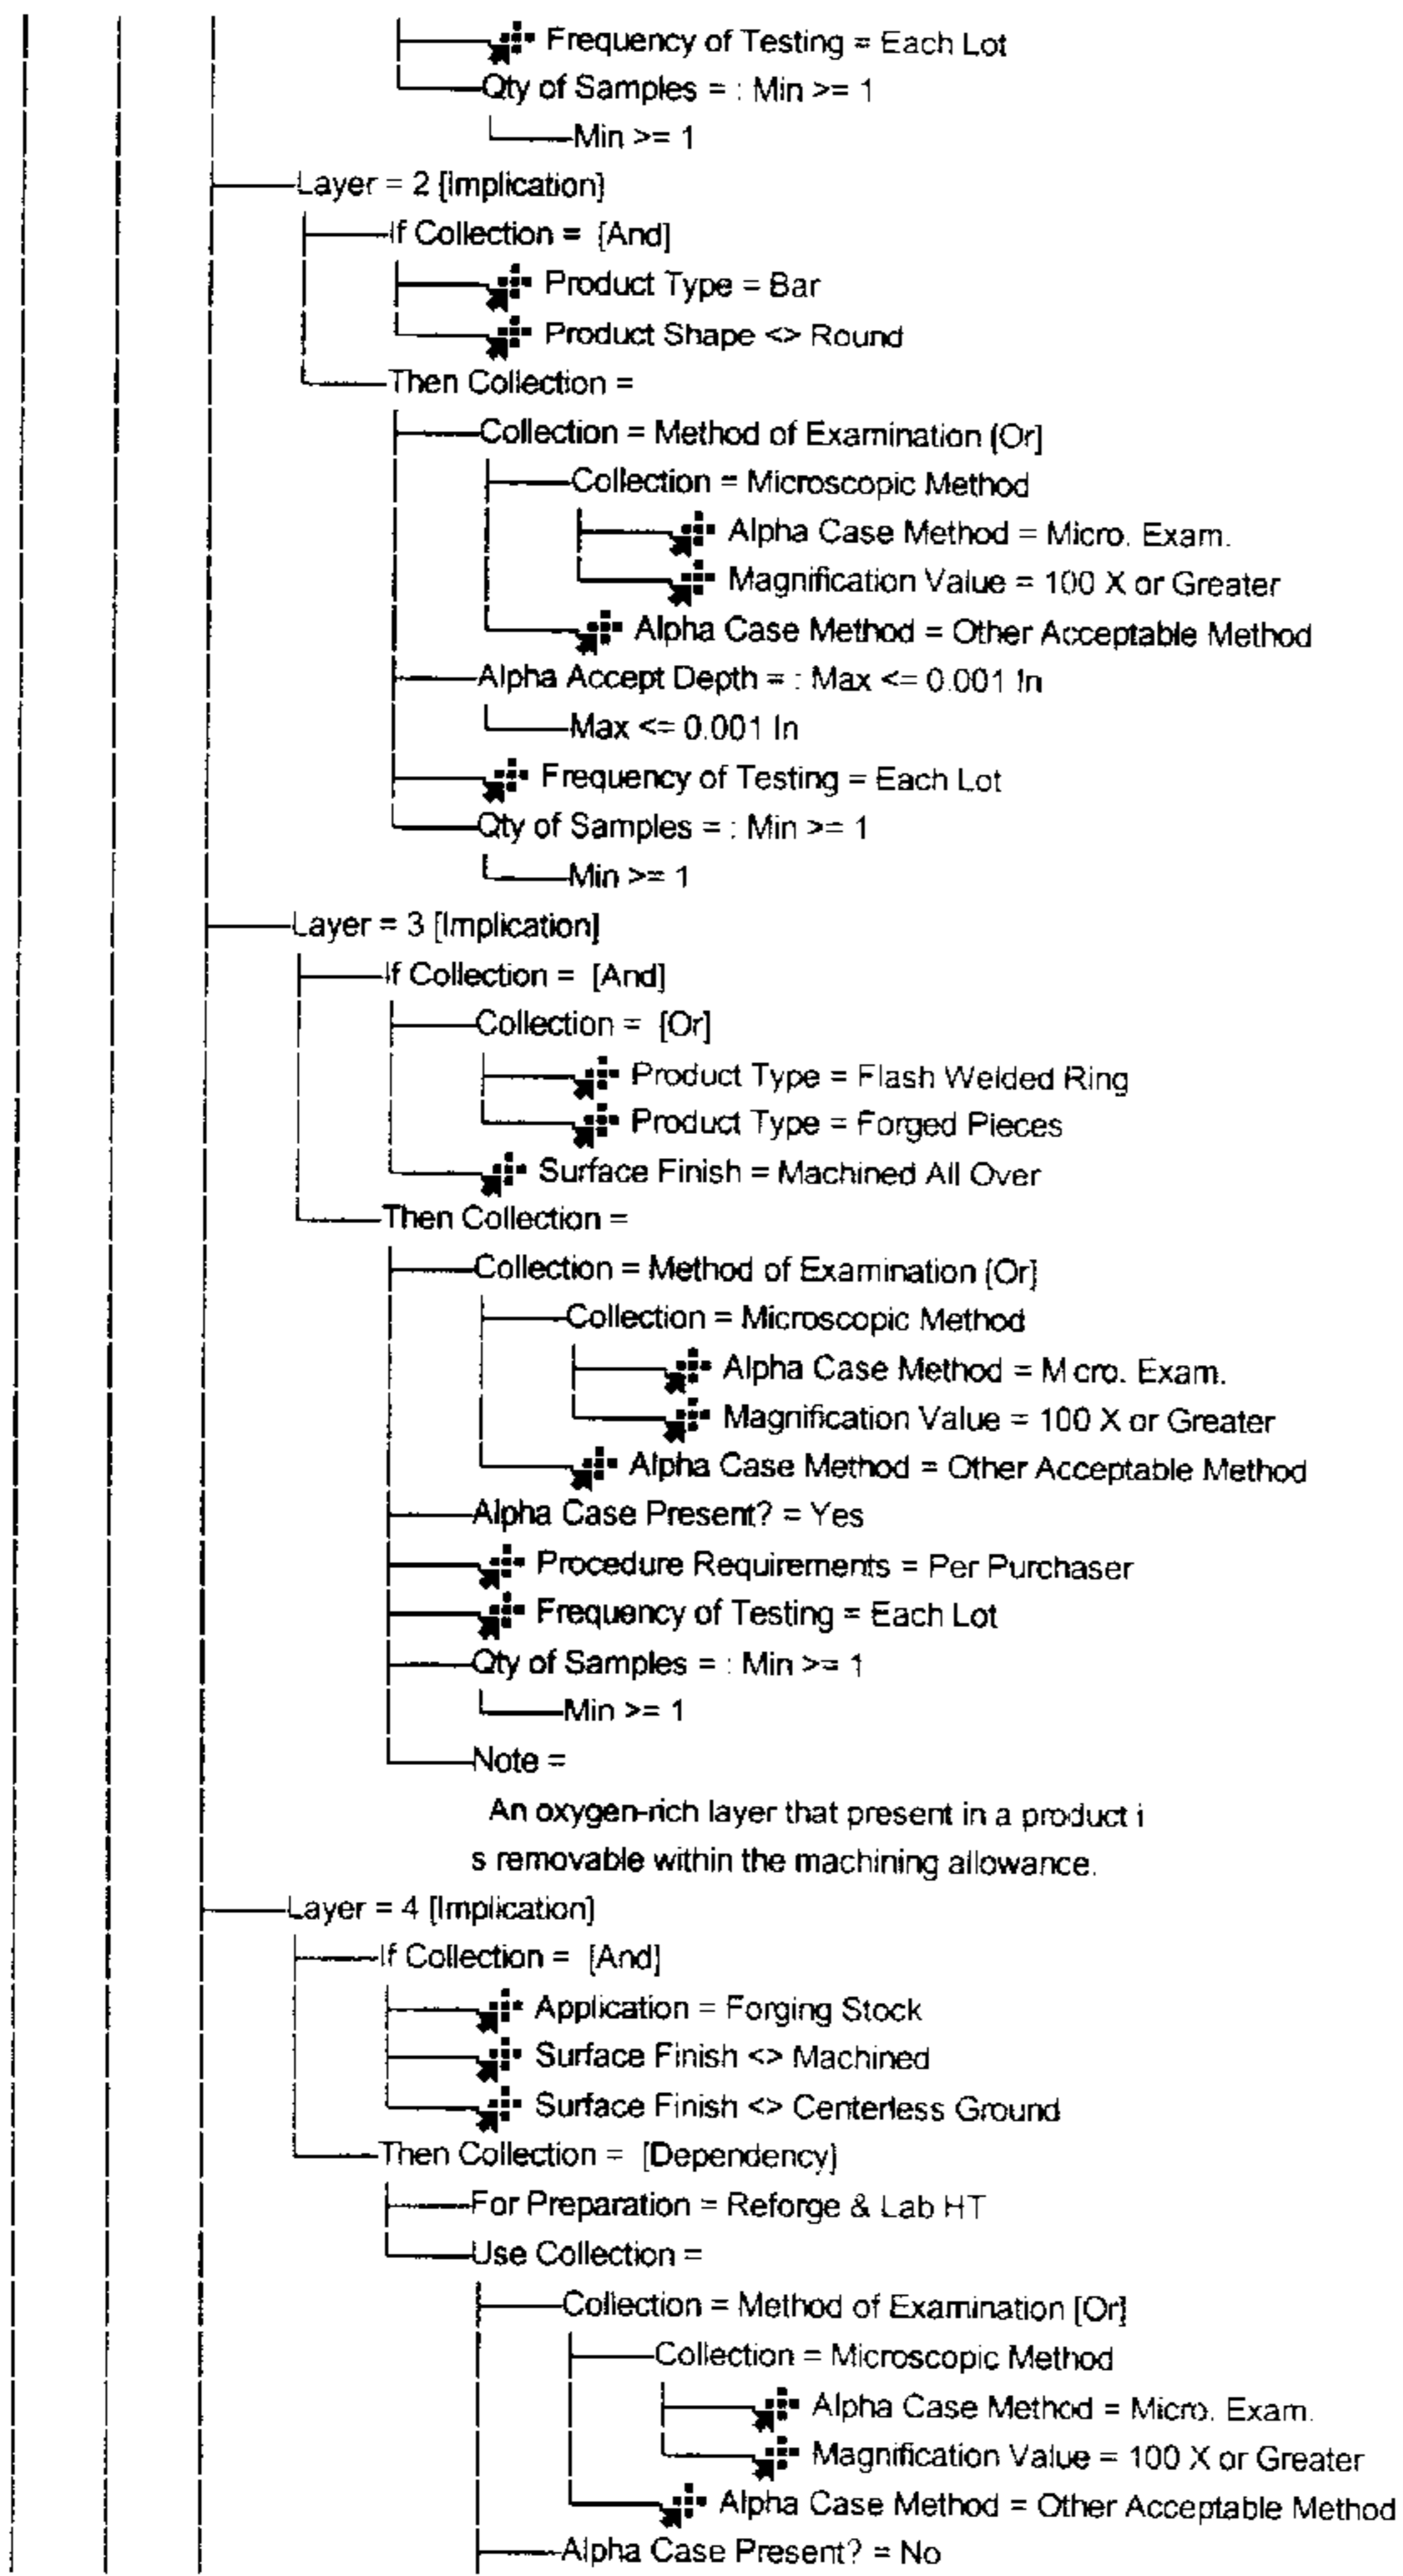 Frequency of Testing = Each Lot
Qty of Samples = : Min >= 1
Min >= 1
Layer = 2 [Implication]
If Collection = [And]
Product Type = Bar
Product Shape <> Round
Then Collection =
Collection = Method of Examination [Or]
Collection = Microscopic Method
Alpha Case Method = Micro. Exam.
Magnification Value = 100 X or Greater
Alpha Case Method = Other Acceptable Method
Alpha Accept Depth = : Max <= 0.001 In
Max <= 0.001 In
Frequency of Testing = Each Lot
Qty of Samples = : Min >= 1
Min >= 1
Layer = 3 [Implication]
If Collection = [And]
Collection = [Or]
Product Type = Flash Welded Ring
Product Type = Forged Pieces
Surface Finish = Machined All Over
Then Collection =
Collection = Method of Examination [Or]
Collection = Microscopic Method
Alpha Case Method = Micro. Exam.
Magnification Value = 100 X or Greater
Alpha Case Method = Other Acceptable Method
Alpha Case Present? = Yes
Procedure Requirements = Per Purchaser
Frequency of Testing = Each Lot
Qty of Samples = : Min >= 1
Min >= 1
Note =
An oxygen-rich layer that present in a product i
s removable within the machining allowance.
Layer = 4 [Implication]
If Collection = [And]
Application = Forging Stock
Surface Finish <> Machined
Surface Finish <> Centerless Ground
Then Collection = [Dependency]
For Preparation = Reforge & Lab HT
Use Collection =
Collection = Method of Examination [Or]
Collection = Microscopic Method
Alpha Case Method = Micro. Exam.
Magnification Value = 100 X or Greater
Alpha Case Method = Other Acceptable Method
Alpha Case Present? = No